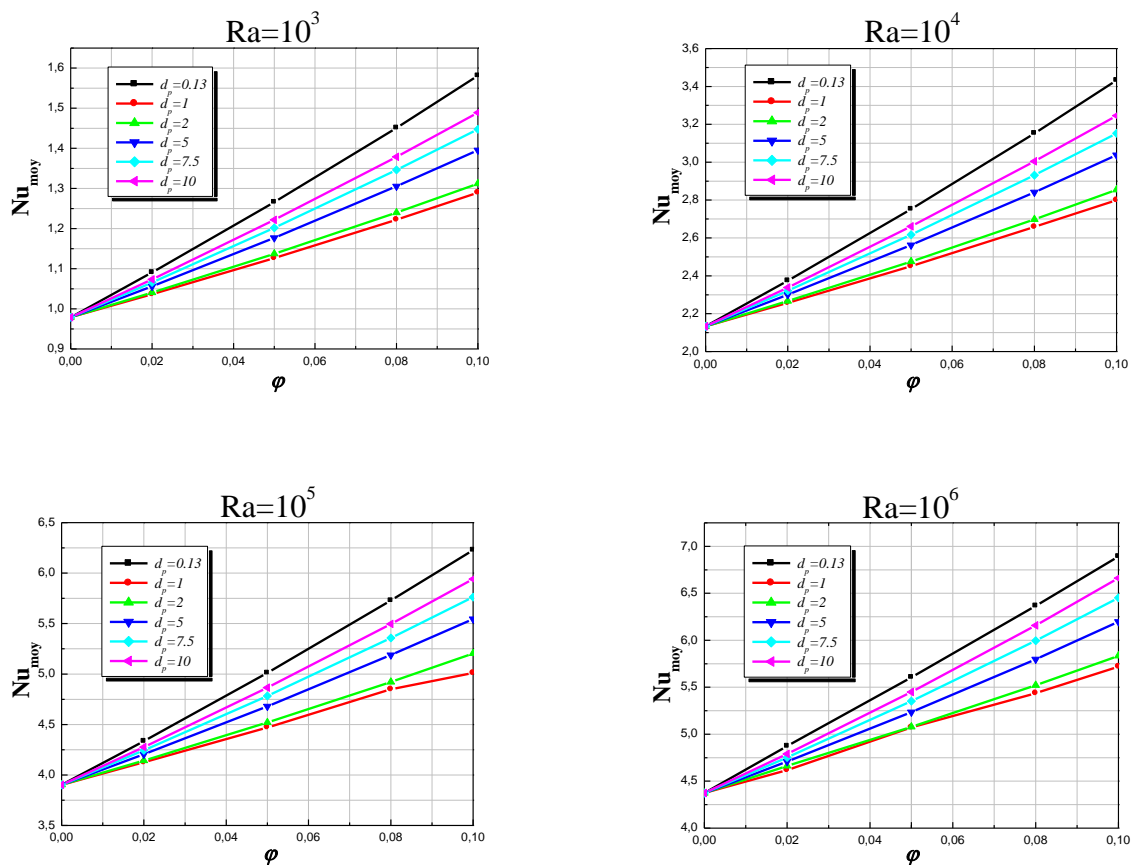 Ra=10³
Nu_moy
1,6
1,5
1,4
1,3
1,2
1,1
1,0
0,9
d_p=0.13
d_p=1
d_p=2
d_p=5
d_p=7.5
d_p=10
0,00 0,02 0,04 0,06 0,08 0,10
φ
Ra=10⁴
Nu_moy
3,6
3,4
3,2
3,0
2,8
2,6
2,4
2,2
2,0
d_p=0.13
d_p=1
d_p=2
d_p=5
d_p=7.5
d_p=10
0,00 0,02 0,04 0,06 0,08 0,10
φ
Ra=10⁵
Nu_moy
6,5
6,0
5,5
5,0
4,5
4,0
3,5
d_p=0.13
d_p=1
d_p=2
d_p=5
d_p=7.5
d_p=10
0,00 0,02 0,04 0,06 0,08 0,10
φ
Ra=10⁶
Nu_moy
7,0
6,5
6,0
5,5
5,0
4,5
4,0
d_p=0.13
d_p=1
d_p=2
d_p=5
d_p=7.5
d_p=10
0,00 0,02 0,04 0,06 0,08 0,10
φ